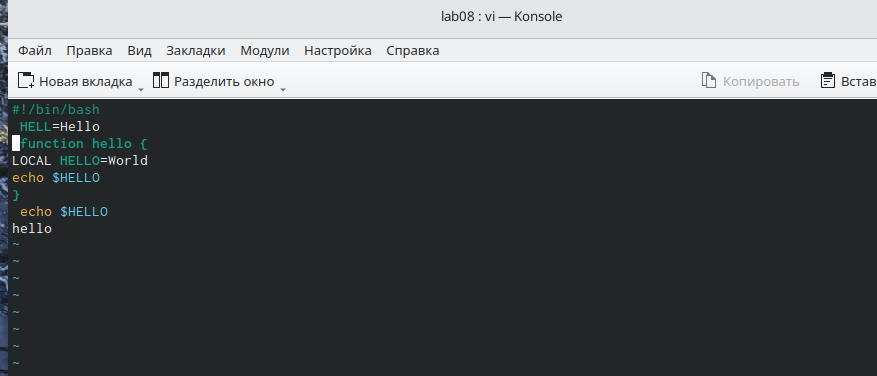 lab08 : vi — Konsole
Файл Правка Вид Закладки Модули Настройка Справка
Новая вкладка Разделить окно Копировать Встав
#!/bin/bash
 HELL=Hello
 function hello {
LOCAL HELLO=World
echo $HELLO
}
 echo $HELLO
hello
~
~
~
~
~
~
~
~